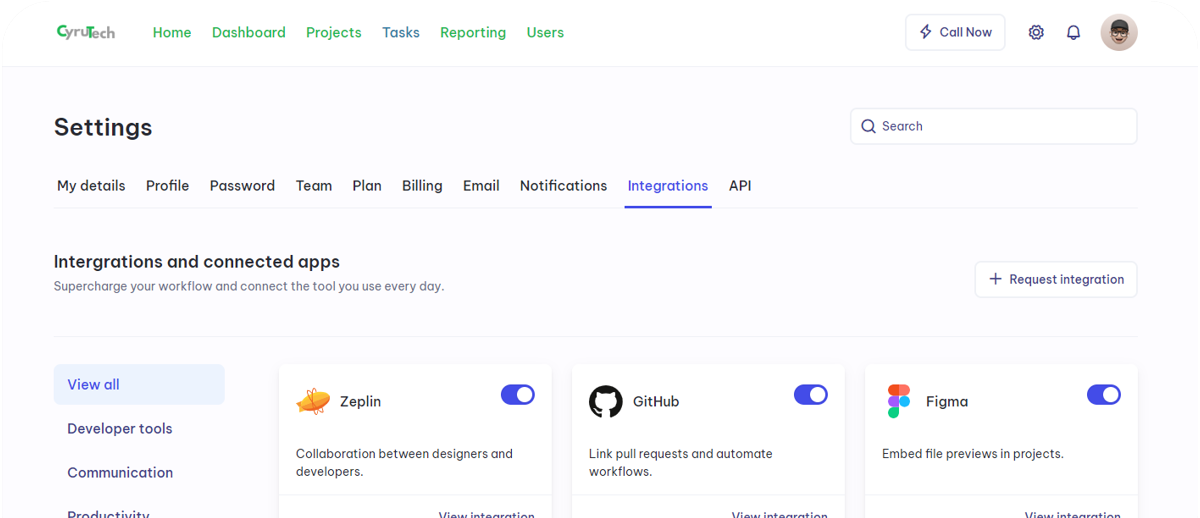 CyruTech Home Dashboard Projects Tasks Reporting Users Call Now
Settings
Search
My details Profile Password Team Plan Billing Email Notifications Integrations API
Intergrations and connected apps
Supercharge your workflow and connect the tool you use every day.
Request integration
View all
Developer tools
Communication
Productivity
Zeplin
Collaboration between designers and
developers.
View integration
GitHub
Link pull requests and automate
workflows.
View integration
Figma
Embed file previews in projects.
View integration